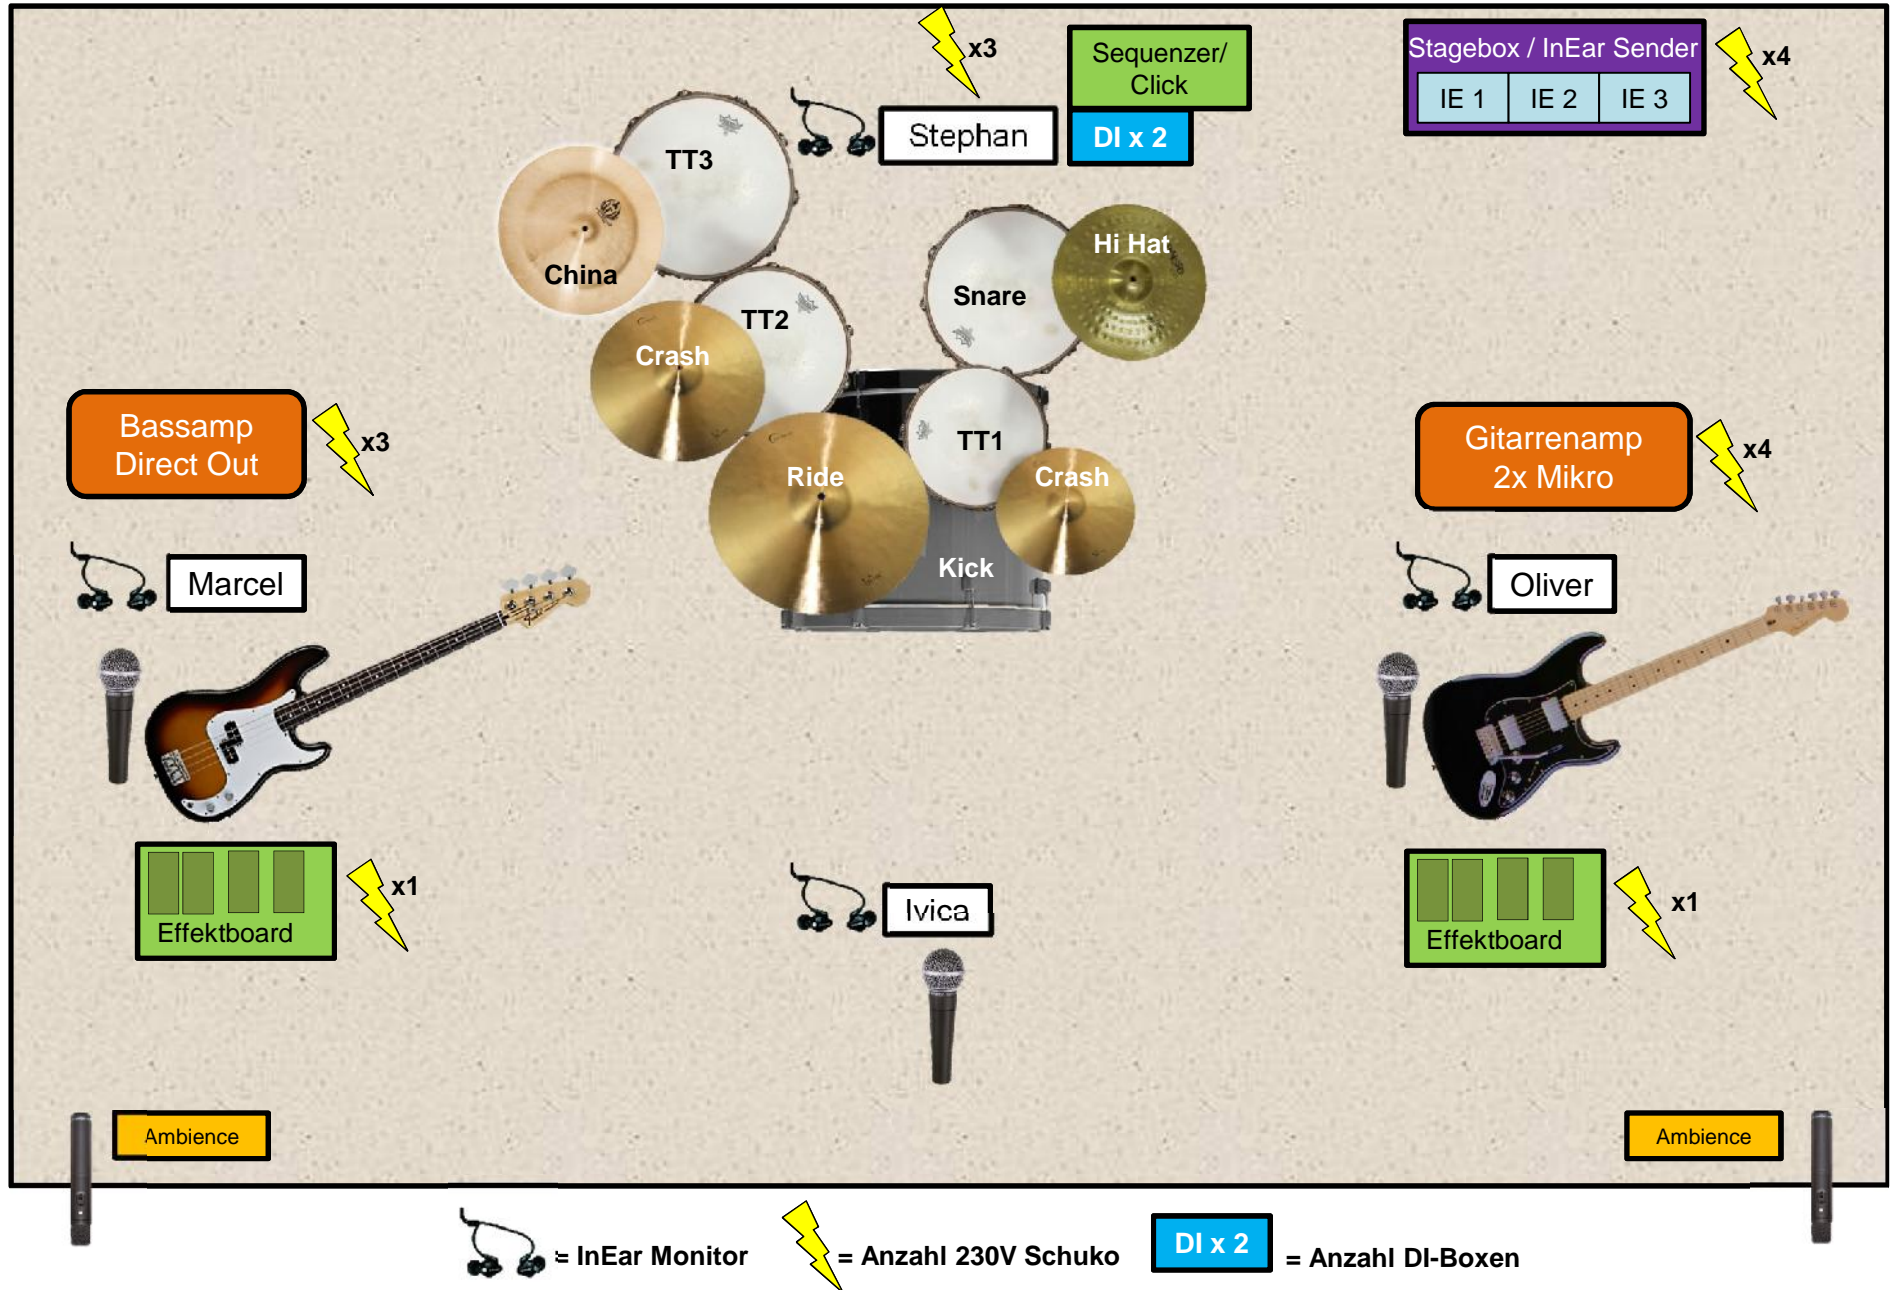 x3
Sequenzer/
Click
Stagebox / InEar Sender
x4
IE 1 IE 2 IE 3
Stephan
DI x 2
TT3
China
Hi Hat
Snare
TT2
Crash
TT1
Ride
Crash
Kick
Bassamp
Direct Out
x3
Gitarrenamp
2x Mikro
x4
Marcel
Oliver
Effektboard
x1
Ivica
Effektboard
x1
Ambience
Ambience
= InEar Monitor
= Anzahl 230V Schuko
DI x 2
= Anzahl DI-Boxen